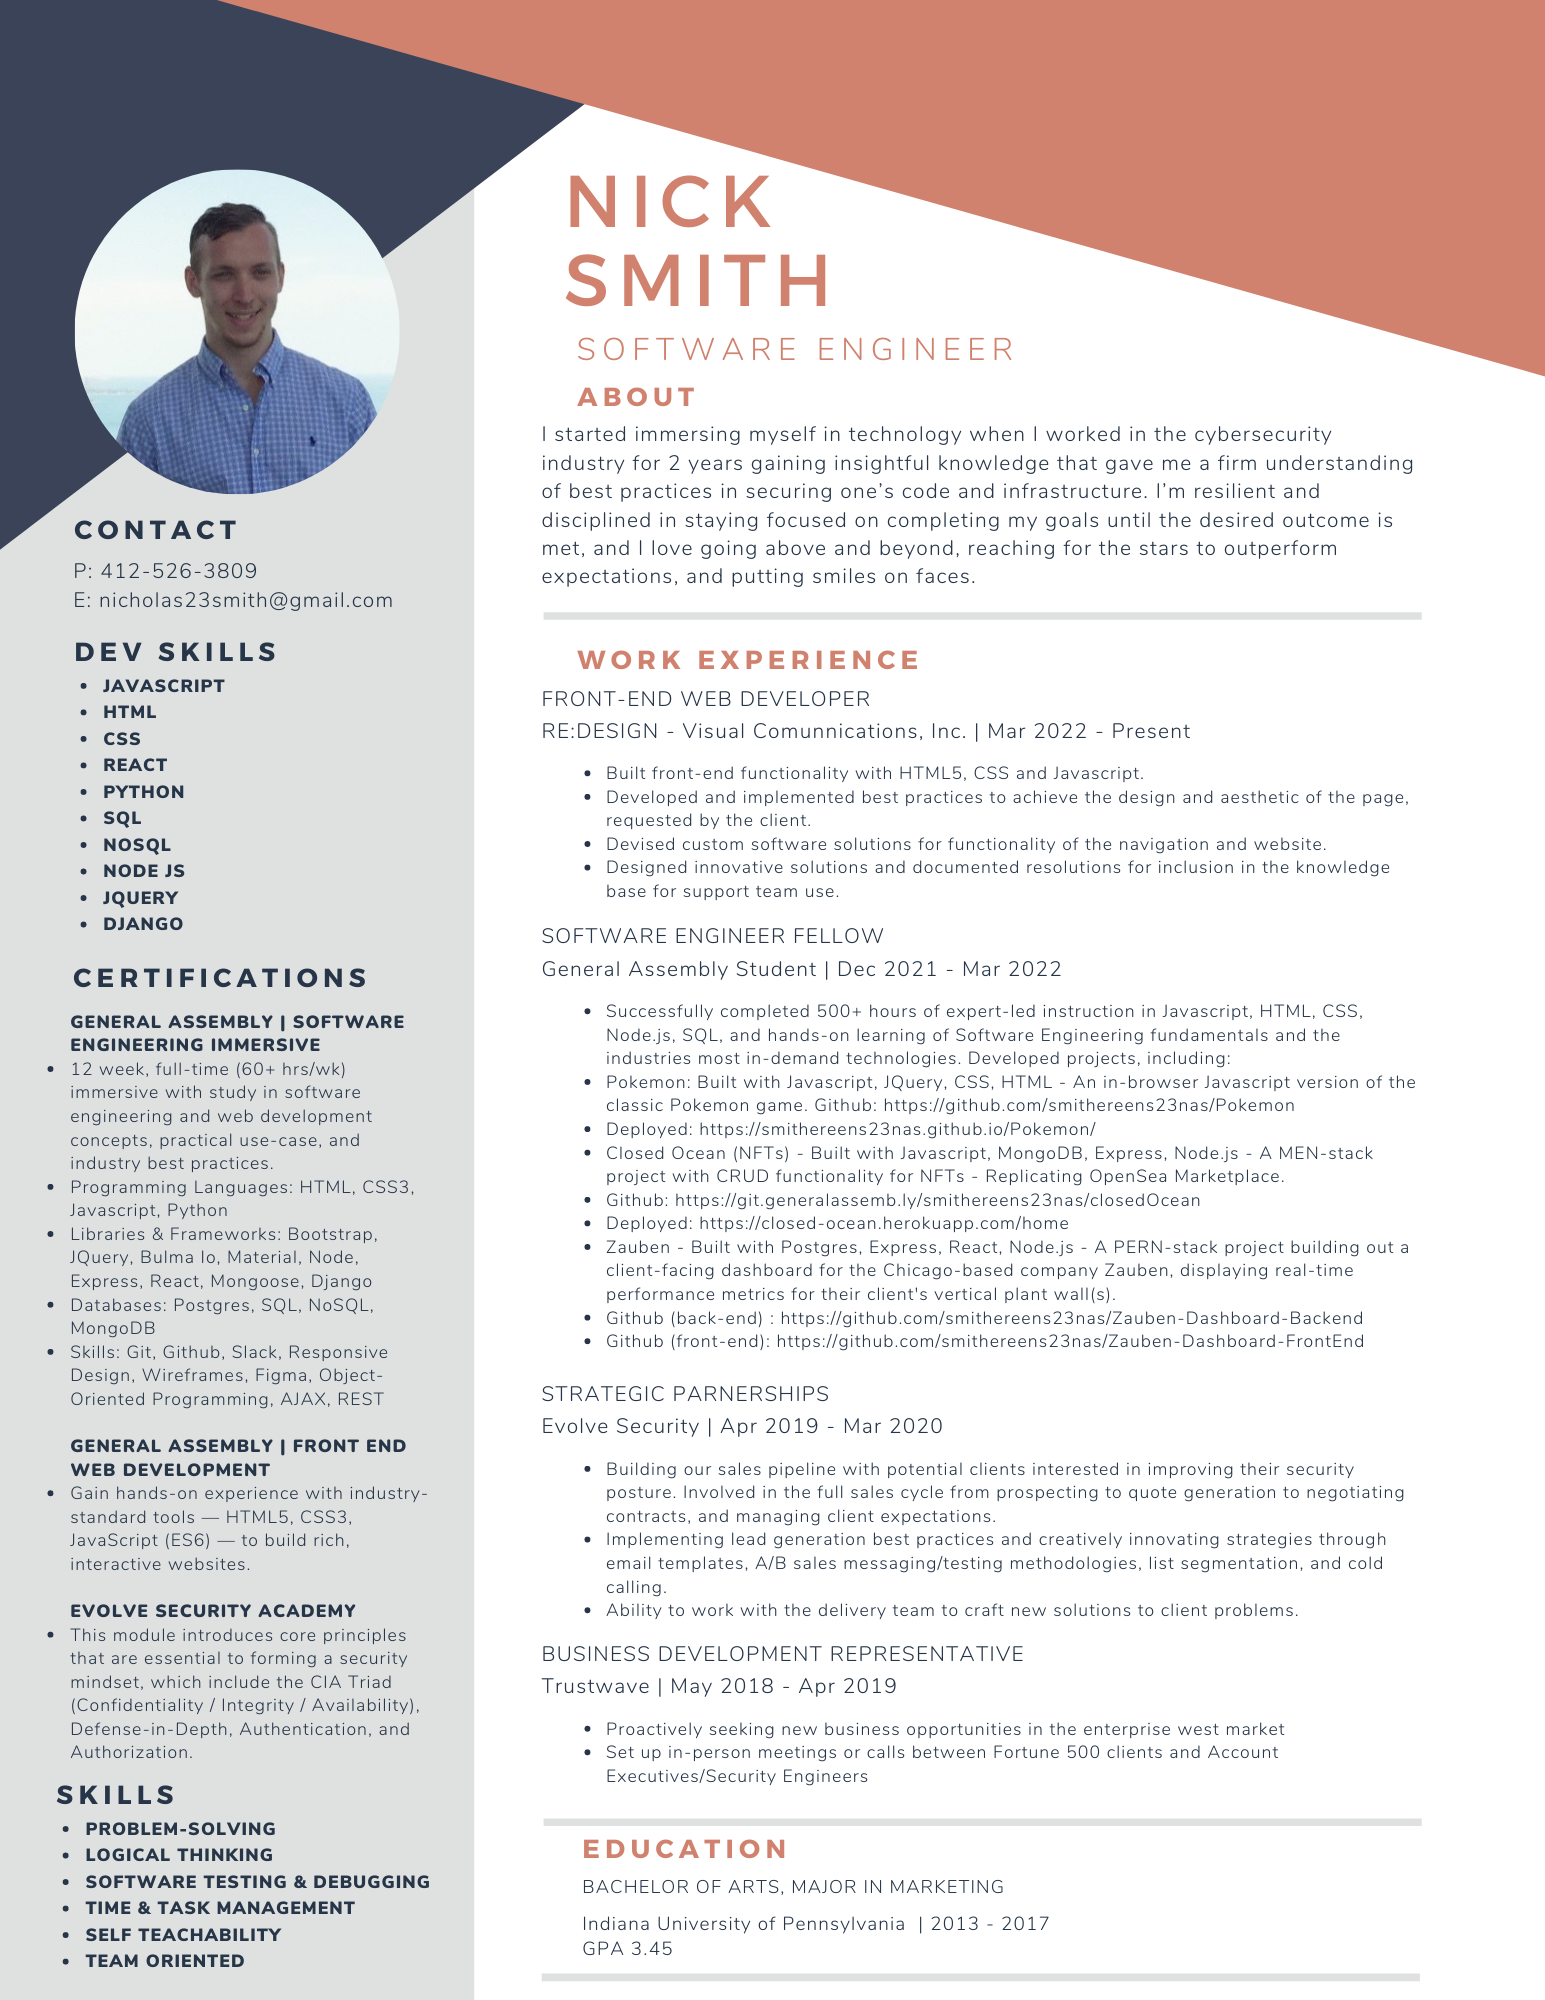 NICK
SMITH
SOFTWARE ENGINEER
ABOUT
I started immersing myself in technology when I worked in the cybersecurity
industry for 2 years gaining insightful knowledge that gave me a firm understanding
of best practices in securing one’s code and infrastructure. I’m resilient and
disciplined in staying focused on completing my goals until the desired outcome is
met, and I love going above and beyond, reaching for the stars to outperform
expectations, and putting smiles on faces.
CONTACT
P: 412-526-3809
E: nicholas23smith@gmail.com
DEV SKILLS
• JAVASCRIPT
• HTML
• CSS
• REACT
• PYTHON
• SQL
• NOSQL
• NODE JS
• JQUERY
• DJANGO
CERTIFICATIONS
GENERAL ASSEMBLY | SOFTWARE
ENGINEERING IMMERSIVE
• 12 week, full-time (60+ hrs/wk)
immersive with study in software
engineering and web development
concepts, practical use-case, and
industry best practices.
• Programming Languages: HTML, CSS3,
Javascript, Python
• Libraries & Frameworks: Bootstrap,
JQuery, Bulma Io, Material, Node,
Express, React, Mongoose, Django
• Databases: Postgres, SQL, NoSQL,
MongoDB
• Skills: Git, Github, Slack, Responsive
Design, Wireframes, Figma, Object-
Oriented Programming, AJAX, REST
GENERAL ASSEMBLY | FRONT END
WEB DEVELOPMENT
• Gain hands-on experience with industry-
standard tools — HTML5, CSS3,
JavaScript (ES6) — to build rich,
interactive websites.
EVOLVE SECURITY ACADEMY
• This module introduces core principles
that are essential to forming a security
mindset, which include the CIA Triad
(Confidentiality / Integrity / Availability),
Defense-in-Depth, Authentication, and
Authorization.
SKILLS
• PROBLEM-SOLVING
• LOGICAL THINKING
• SOFTWARE TESTING & DEBUGGING
• TIME & TASK MANAGEMENT
• SELF TEACHABILITY
• TEAM ORIENTED
WORK EXPERIENCE
FRONT-END WEB DEVELOPER
RE:DESIGN - Visual Comunnications, Inc. | Mar 2022 - Present
• Built front-end functionality with HTML5, CSS and Javascript.
• Developed and implemented best practices to achieve the design and aesthetic of the page,
requested by the client.
• Devised custom software solutions for functionality of the navigation and website.
• Designed innovative solutions and documented resolutions for inclusion in the knowledge
base for support team use.
SOFTWARE ENGINEER FELLOW
General Assembly Student | Dec 2021 - Mar 2022
• Successfully completed 500+ hours of expert-led instruction in Javascript, HTML, CSS,
Node.js, SQL, and hands-on learning of Software Engineering fundamentals and the
industries most in-demand technologies. Developed projects, including:
• Pokemon: Built with Javascript, JQuery, CSS, HTML - An in-browser Javascript version of the
classic Pokemon game. Github: https://github.com/smithereens23nas/Pokemon
• Deployed: https://smithereens23nas.github.io/Pokemon/
• Closed Ocean (NFTs) - Built with Javascript, MongoDB, Express, Node.js - A MEN-stack
project with CRUD functionality for NFTs - Replicating OpenSea Marketplace.
• Github: https://git.generalassemb.ly/smithereens23nas/closedOcean
• Deployed: https://closed-ocean.herokuapp.com/home
• Zauben - Built with Postgres, Express, React, Node.js - A PERN-stack project building out a
client-facing dashboard for the Chicago-based company Zauben, displaying real-time
performance metrics for their client's vertical plant wall(s).
• Github (back-end) : https://github.com/smithereens23nas/Zauben-Dashboard-Backend
• Github (front-end): https://github.com/smithereens23nas/Zauben-Dashboard-FrontEnd
STRATEGIC PARNERSHIPS
Evolve Security | Apr 2019 - Mar 2020
• Building our sales pipeline with potential clients interested in improving their security
posture. Involved in the full sales cycle from prospecting to quote generation to negotiating
contracts, and managing client expectations.
• Implementing lead generation best practices and creatively innovating strategies through
email templates, A/B sales messaging/testing methodologies, list segmentation, and cold
calling.
• Ability to work with the delivery team to craft new solutions to client problems.
BUSINESS DEVELOPMENT REPRESENTATIVE
Trustwave | May 2018 - Apr 2019
• Proactively seeking new business opportunities in the enterprise west market
• Set up in-person meetings or calls between Fortune 500 clients and Account
Executives/Security Engineers
EDUCATION
BACHELOR OF ARTS, MAJOR IN MARKETING
Indiana University of Pennsylvania | 2013 - 2017
GPA 3.45